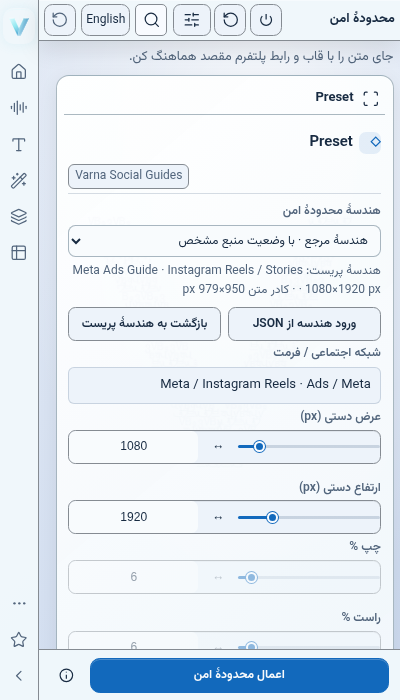 محدودهٔ امن
English
جای متن را با قاب و رابط پلتفرم مقصد هماهنگ کن.
Preset
Preset
Varna Social Guides
هندسهٔ محدودهٔ امن
هندسهٔ مرجع · با وضعیت منبع مشخص
هندسهٔ پریست: Meta Ads Guide · Instagram Reels / Stories · 1080×1920 px · کادر متن 950×979 px
ورود هندسه از JSON
بازگشت به هندسهٔ پریست
شبکه اجتماعی / فرمت
Meta / Instagram Reels · Ads / Meta
عرض دستی (px)
1080
↔
ارتفاع دستی (px)
1920
↔
چپ %
6
↔
راست %
6
↔
اعمال محدودهٔ امن